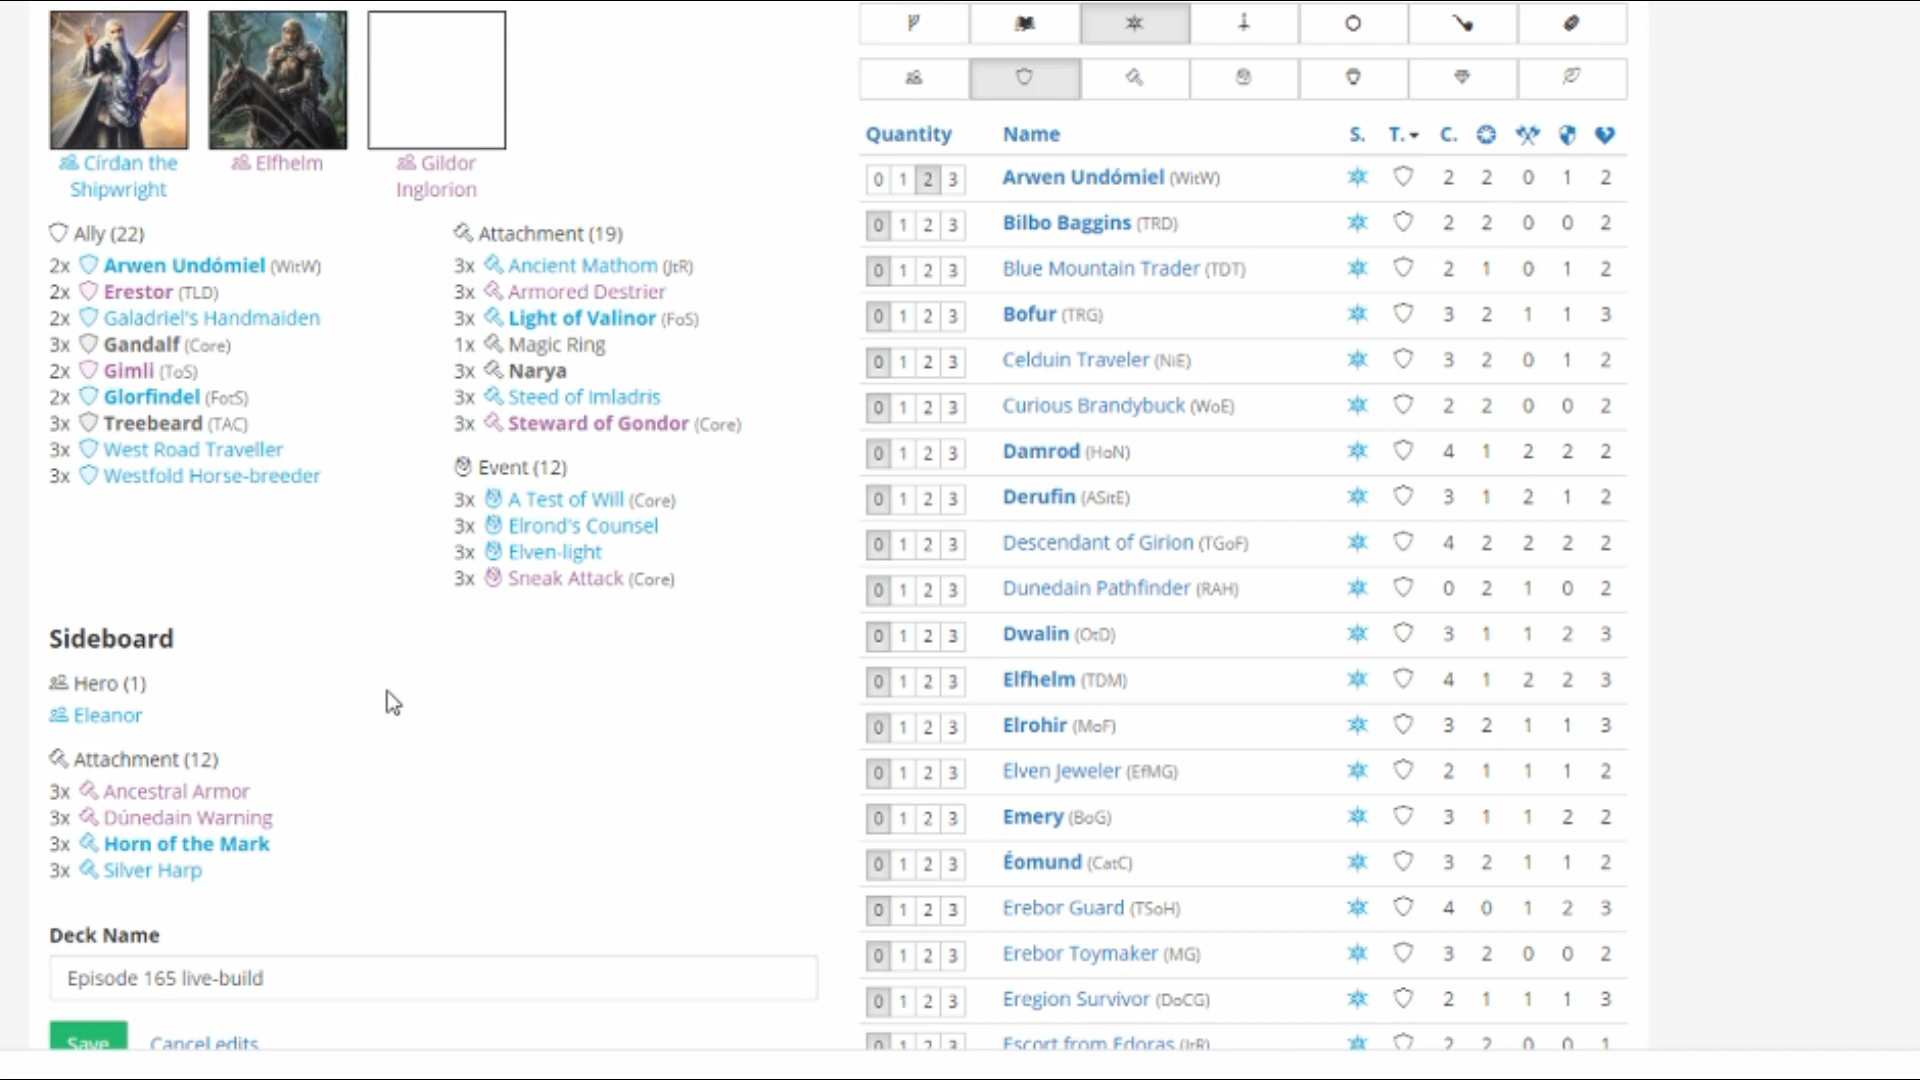 Círdan the Shipwright
Elfhelm
Gildor Inglorion
Ally (22)
2x Arwen Undómiel (WitW)
2x Erestor (TLD)
2x Galadriel's Handmaiden
3x Gandalf (Core)
2x Gimli (ToS)
2x Glorfindel (FotS)
3x Treebeard (TAC)
3x West Road Traveller
3x Westfold Horse-breeder
Attachment (19)
3x Ancient Mathom (JtR)
3x Armored Destrier
3x Light of Valinor (FoS)
1x Magic Ring
3x Narya
3x Steed of Imladris
3x Steward of Gondor (Core)
Event (12)
3x A Test of Will (Core)
3x Elrond's Counsel
3x Elven-light
3x Sneak Attack (Core)
Sideboard
Hero (1)
Eleanor
Attachment (12)
3x Ancestral Armor
3x Dúnedain Warning
3x Horn of the Mark
3x Silver Harp
Deck Name
Episode 165 live-build
Save Cancel edits
Quantity Name S. T. C.
0 1 2 3 Arwen Undómiel (WitW) 2 2 0 1 2
0 1 2 3 Bilbo Baggins (TRD) 2 2 0 0 2
0 1 2 3 Blue Mountain Trader (TDT) 2 1 0 1 2
0 1 2 3 Bofur (TRG) 3 2 1 1 3
0 1 2 3 Celduin Traveler (NiE) 3 2 0 1 2
0 1 2 3 Curious Brandybuck (WoE) 2 2 0 0 2
0 1 2 3 Damrod (HoN) 4 1 2 2 2
0 1 2 3 Derufin (ASitE) 3 1 2 1 2
0 1 2 3 Descendant of Girion (TGoF) 4 2 2 2 2
0 1 2 3 Dunedain Pathfinder (RAH) 0 2 1 0 2
0 1 2 3 Dwalin (OtD) 3 1 1 2 3
0 1 2 3 Elfhelm (TDM) 4 1 2 2 3
0 1 2 3 Elrohir (MoF) 3 2 1 1 3
0 1 2 3 Elven Jeweler (EfMG) 2 1 1 1 2
0 1 2 3 Emery (BoG) 3 1 1 2 2
0 1 2 3 Éomund (CatC) 3 2 1 1 2
0 1 2 3 Erebor Guard (TSoH) 4 0 1 2 3
0 1 2 3 Erebor Toymaker (MG) 3 2 0 0 2
0 1 2 3 Eregion Survivor (DoCG) 2 1 1 1 3
0 1 2 3 Escort from Edoras (JtR) 2 2 0 0 1